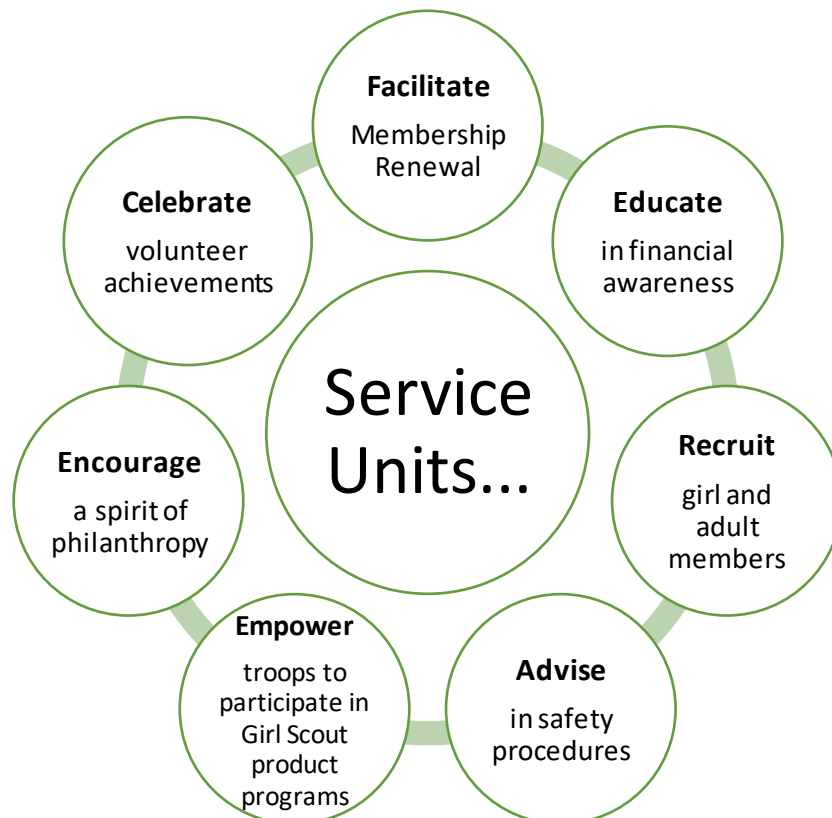 Facilitate
Membership
Renewal
Educate
in financial
awareness
Recruit
girl and
adult
members
Advise
in safety
procedures
Empower
troops to
participate in
Girl Scout
product
programs
Encourage
a spirit of
philanthropy
Celebrate
volunteer
achievements
Service
Units...